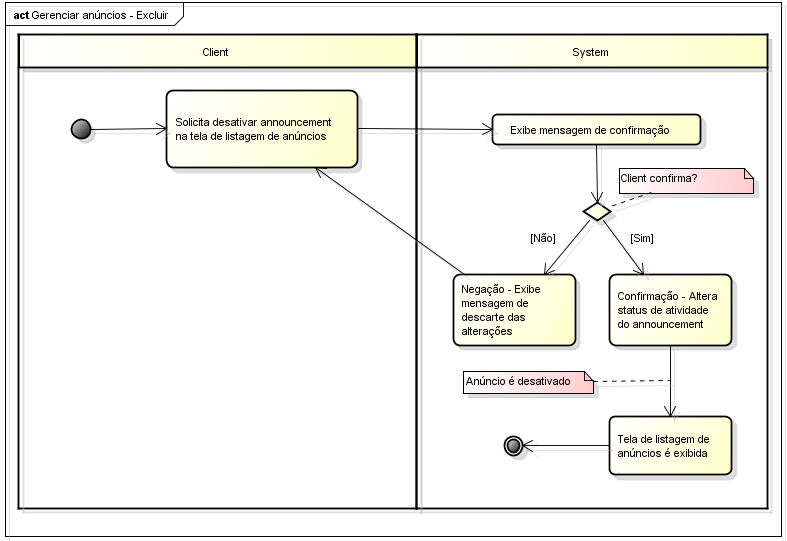 act Gerenciar anúncios - Excluir
Client
System
Solicita desativar announcement
na tela de listagem de anúncios
Exibe mensagem de confirmação
Client confirma?
[Não]
[Sim]
Negação - Exibe
mensagem de
descarte das
alterações
Confirmação - Altera
status de atividade
do announcement
Anúncio é desativado
Tela de listagem de
anúncios é exibida